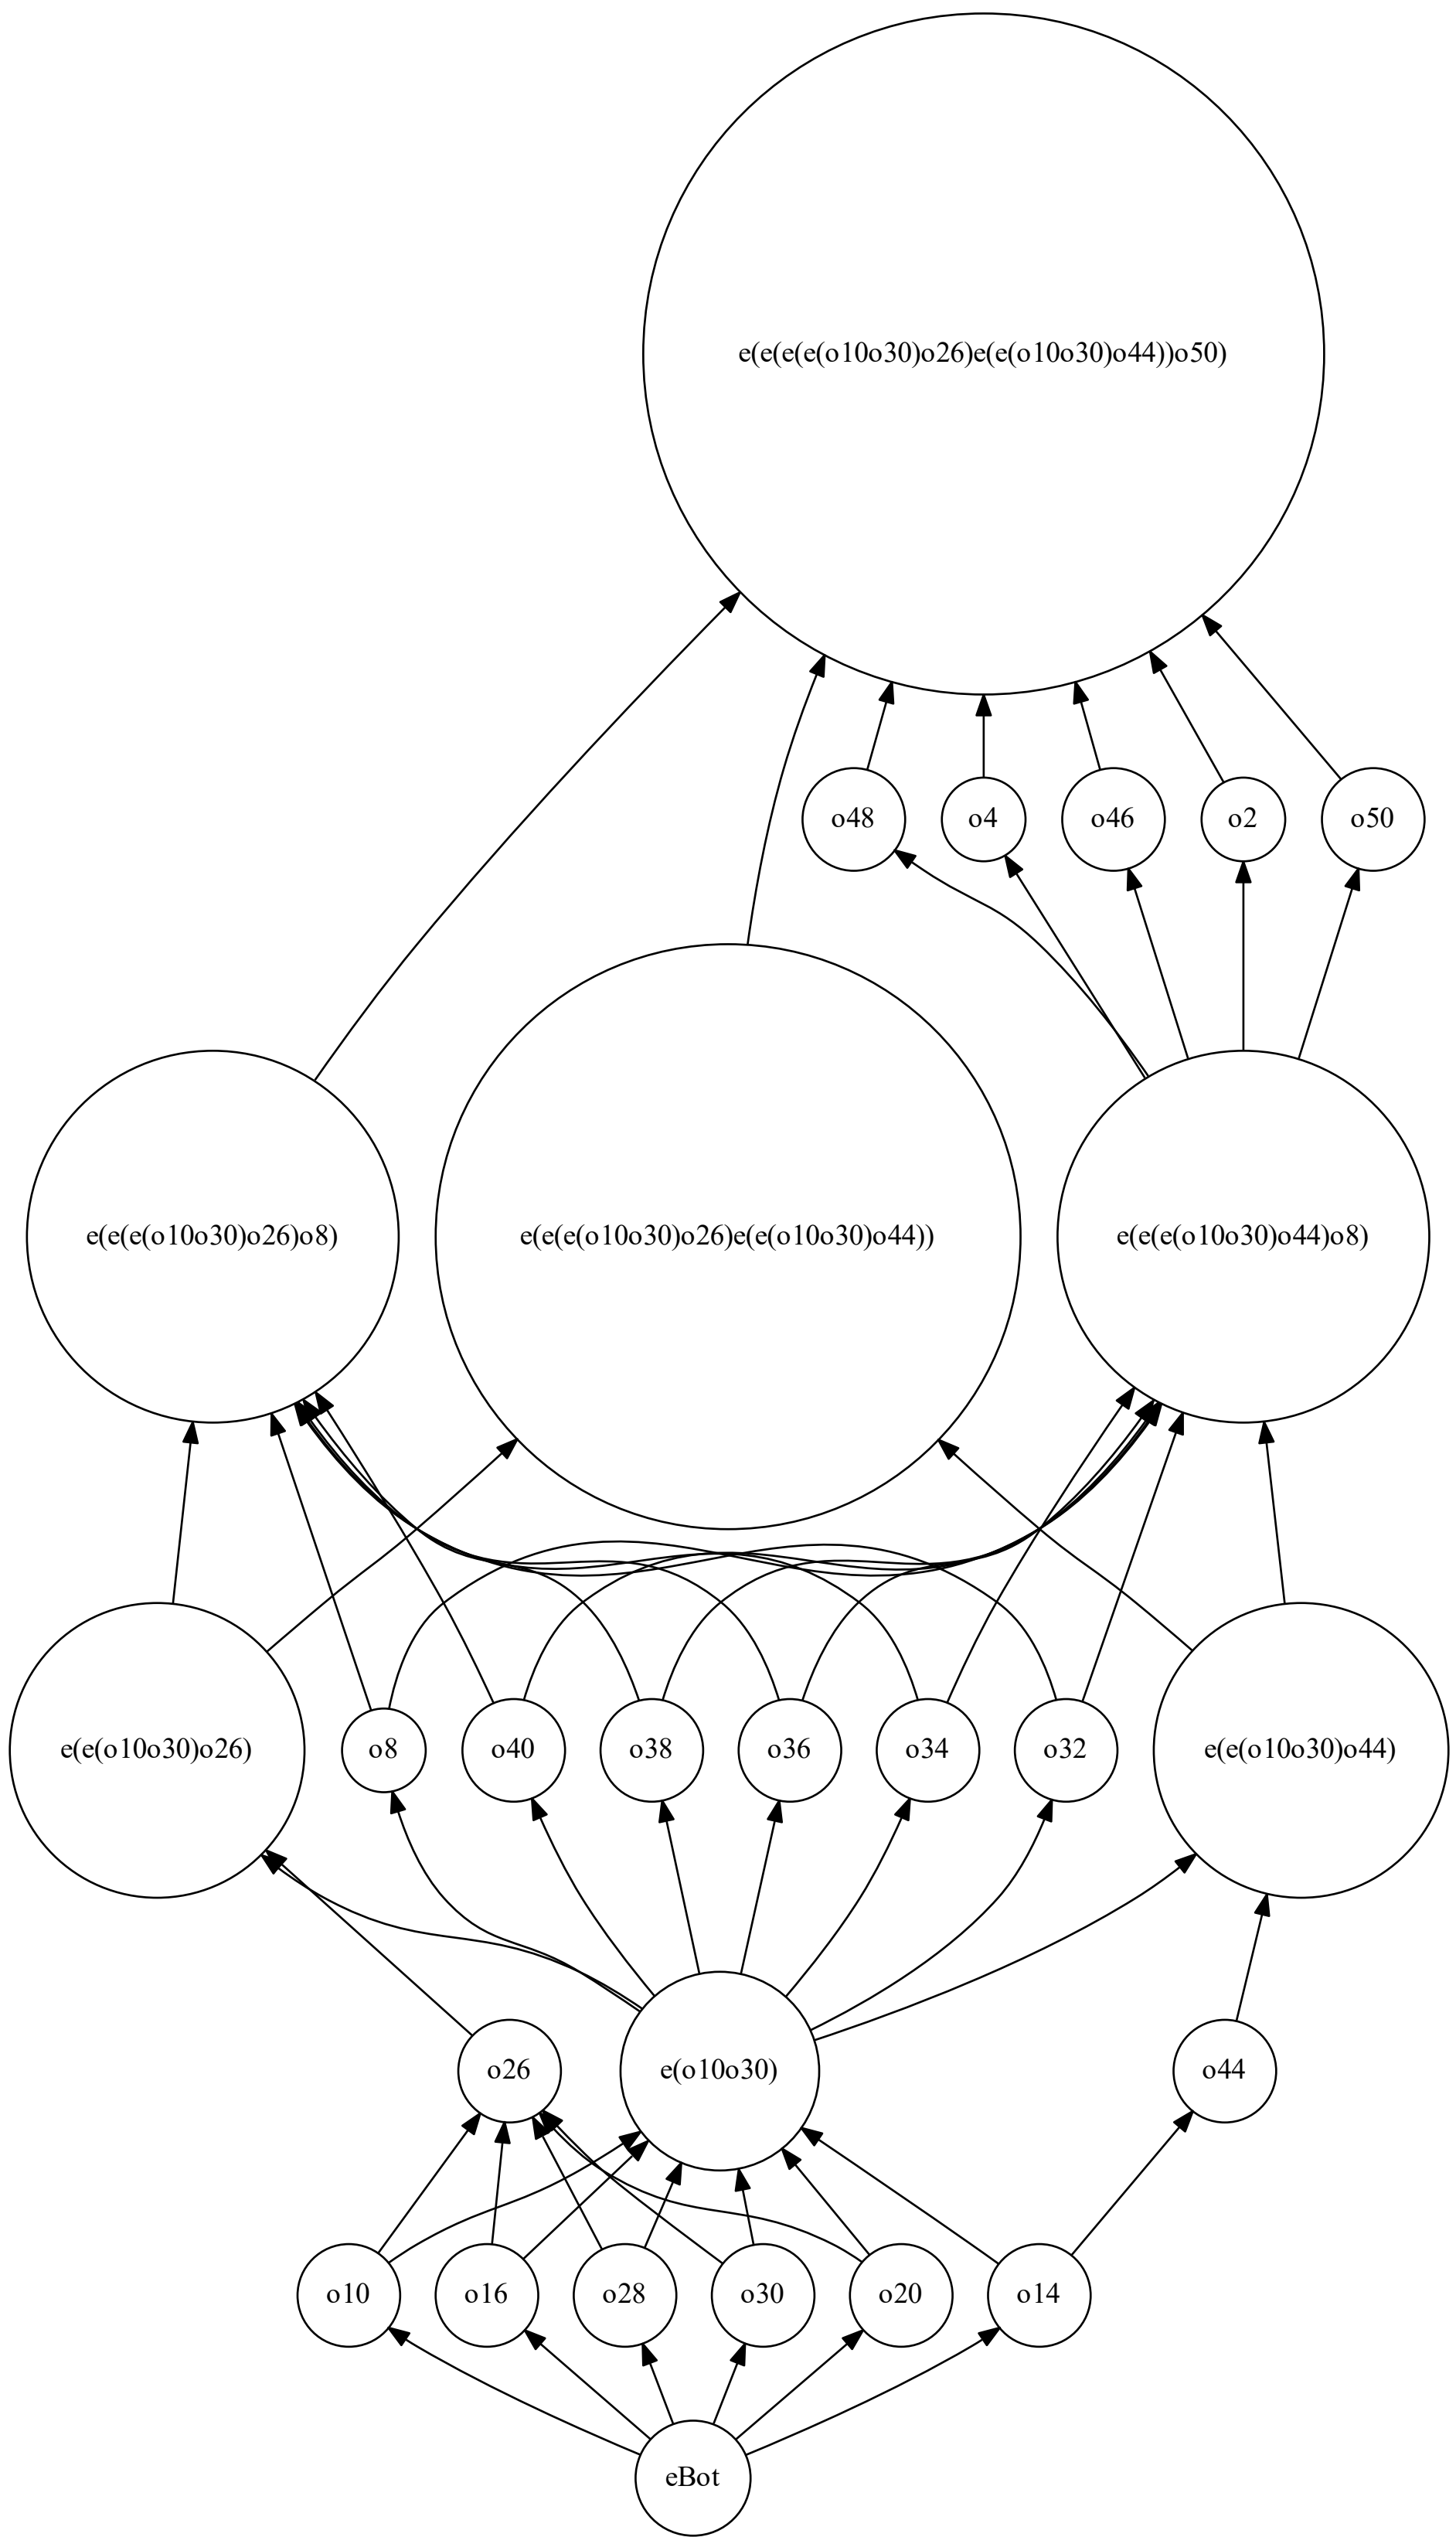 e(e(e(e(o10o30)o26)e(e(o10o30)o44))o50)
o48
o4
o46
o2
o50
e(e(e(o10o30)o26)o8)
e(e(e(o10o30)o26)e(e(o10o30)o44))
e(e(e(o10o30)o44)o8)
e(e(o10o30)o26)
o8
o40
o38
o36
o34
o32
e(e(o10o30)o44)
o26
e(o10o30)
o44
o10
o16
o28
o30
o20
o14
eBot